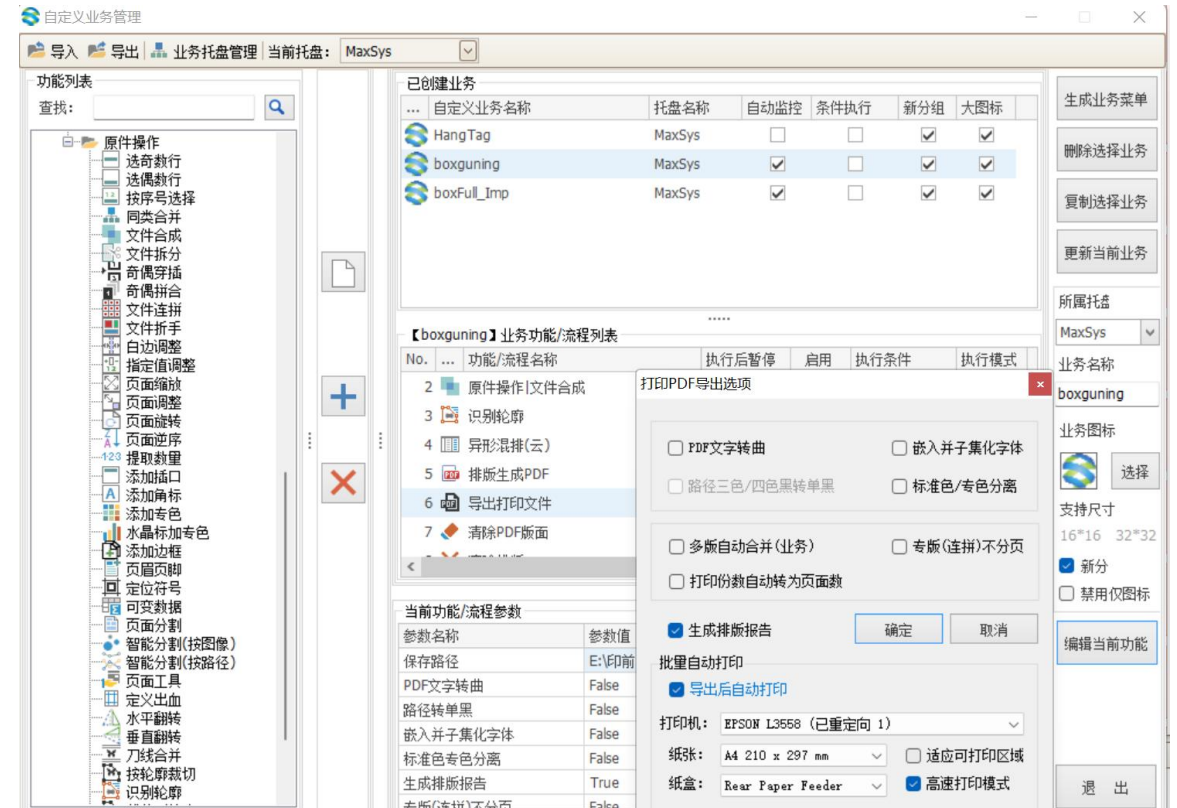 自定义业务管理
导入 导出 业务托盘管理 当前托盘： MaxSys
功能列表
查找：
原件操作
选奇数行
选偶数行
按序号选择
同类合并
文件合成
文件拆分
奇偶穿插
奇偶拼合
文件连拼
文件折手
白边调整
指定值调整
页面缩放
页面调整
页面旋转
页面逆序
提取数量
添加插口
添加角标
添加专色
水晶标加专色
添加边框
页眉页脚
定位符号
可变数据
页面分割
智能分割(按图像)
智能分割(按路径)
页面工具
定义出血
水平翻转
垂直翻转
刀线合并
按轮廓裁切
识别轮廓
已创建业务
... 自定义业务名称 托盘名称 自动监控 条件执行 新分组 大图标
HangTag MaxSys
boxguning MaxSys
boxFull_Imp MaxSys
【boxguning】业务功能/流程列表
No. ... 功能/流程名称 执行后暂停 启用 执行条件 执行模式
2 原件操作|文件合成
3 识别轮廓
4 异形混排(云)
5 排版生成PDF
6 导出打印文件
7 清除PDF版面
当前功能/流程参数
参数名称 参数值
保存路径 E:\印前
PDF文字转曲 False
路径转单黑 False
嵌入并子集化字体 False
标准色专色分离 False
生成排版报告 True
专版(连拼)不分页 False
打印PDF导出选项
PDF文字转曲 嵌入并子集化字体
路径三色/四色黑转单黑 标准色/专色分离
多版自动合并(业务) 专版(连拼)不分页
打印份数自动转为页面数
生成排版报告 确定 取消
批量自动打印
导出后自动打印
打印机： EPSON L3558 (已重定向 1)
纸张： A4 210 x 297 mm 适应可打印区域
纸盒： Rear Paper Feeder 高速打印模式
生成业务菜单
删除选择业务
复制选择业务
更新当前业务
所属托盘
MaxSys
业务名称
boxguning
业务图标
选择
支持尺寸
16*16 32*32
新分
禁用仅图标
编辑当前功能
退 出